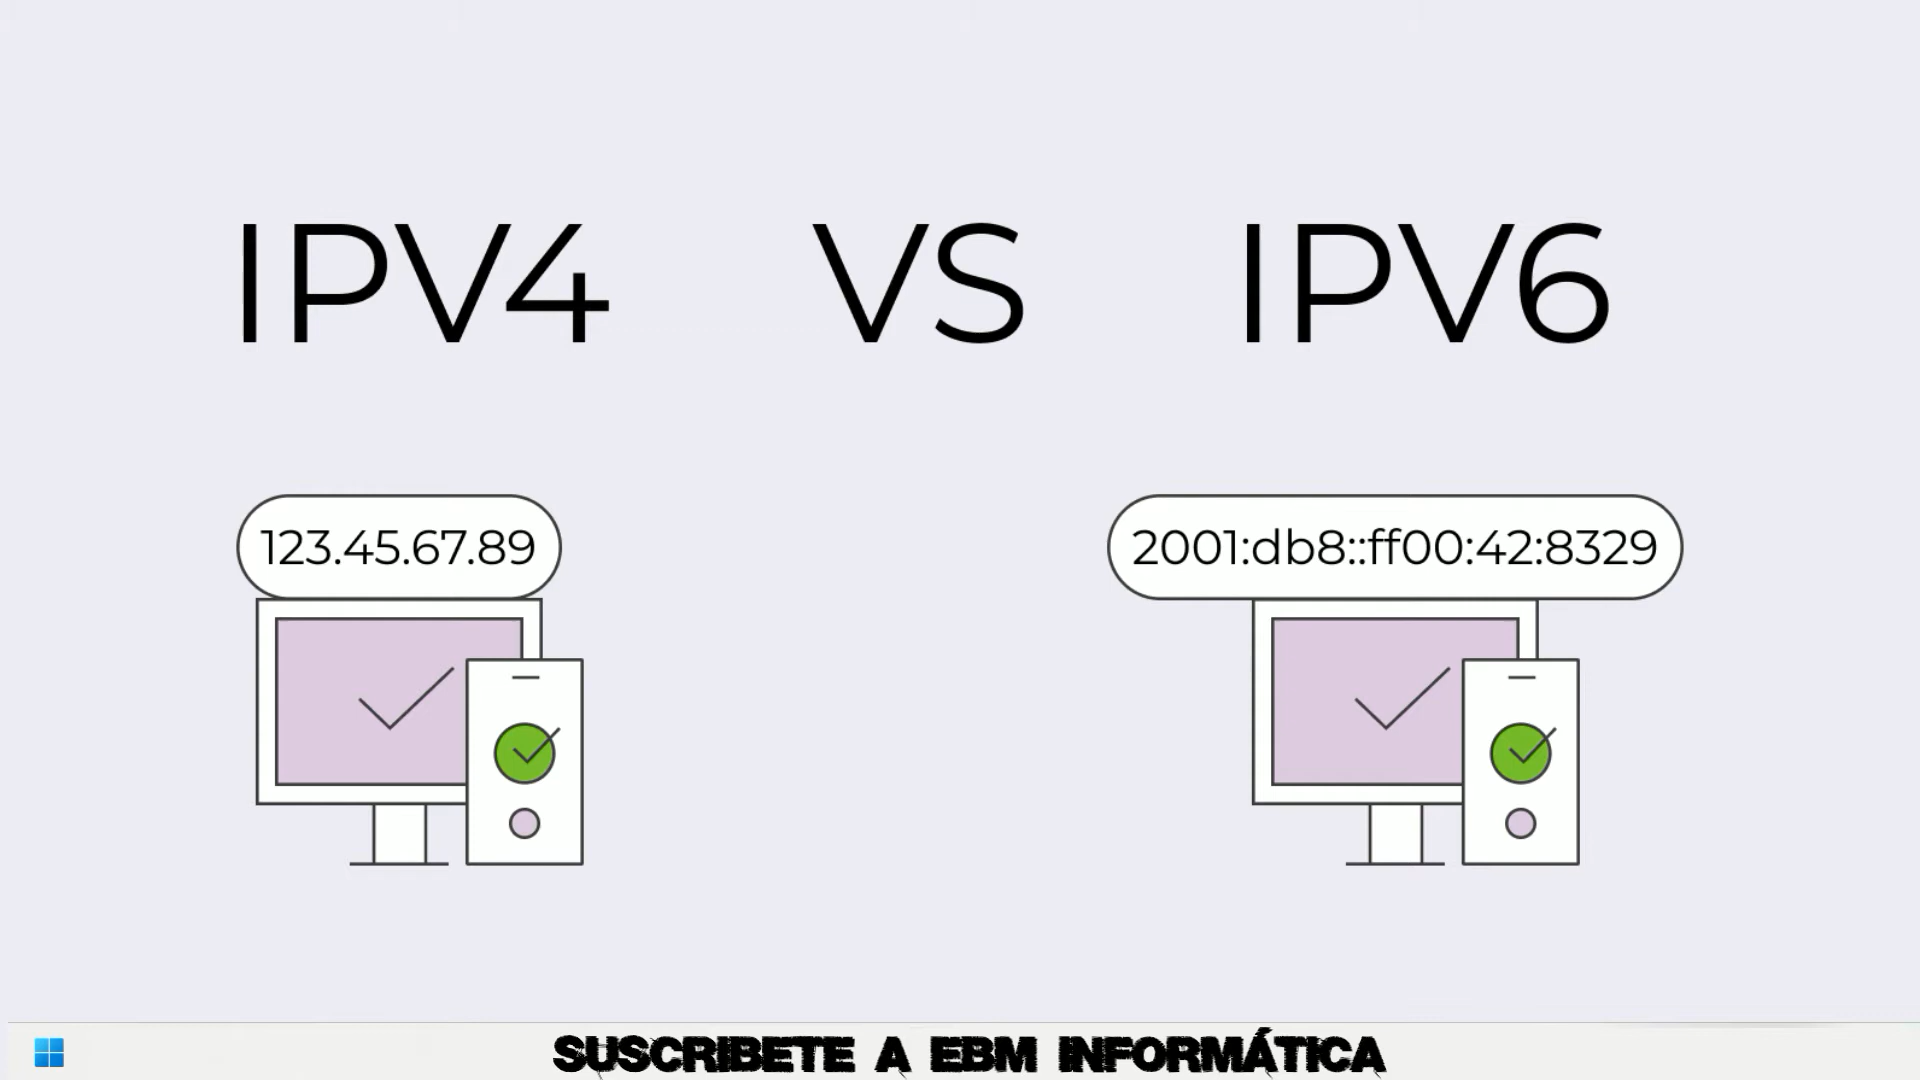 IPV4 VS IPV6
123.45.67.89
2001:db8::ff00:42:8329
SUSCRIBETE A EBM INFORMÁTICA